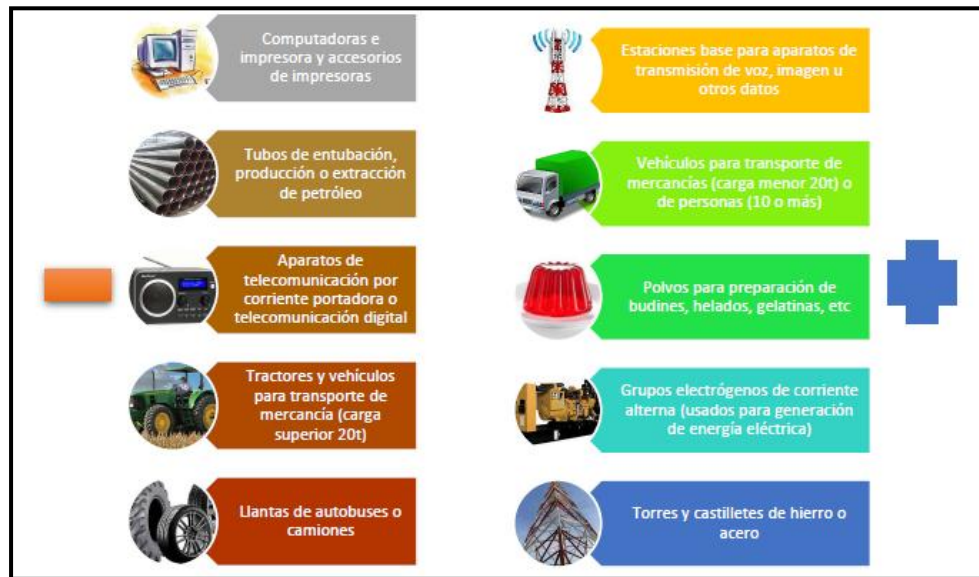 Computadoras e
impresora y accesorios
de impresoras
Tubos de entubación,
producción o extracción
de petróleo
Aparatos de
telecomunicación por
corriente portadora o
telecomunicación digital
Tractores y vehículos
para transporte de
mercancía (carga
superior 20t)
Llantas de autobuses o
camiones
Estaciones base para aparatos de
transmisión de voz, imagen u
otros datos
Vehículos para transporte de
mercancías (carga menor 20t) o
de personas (10 o más)
Polvos para preparación de
budines, helados, gelatinas, etc
Grupos electrógenos de corriente
alterna (usados para generación
de energía eléctrica)
Torres y castilletes de hierro o
acero